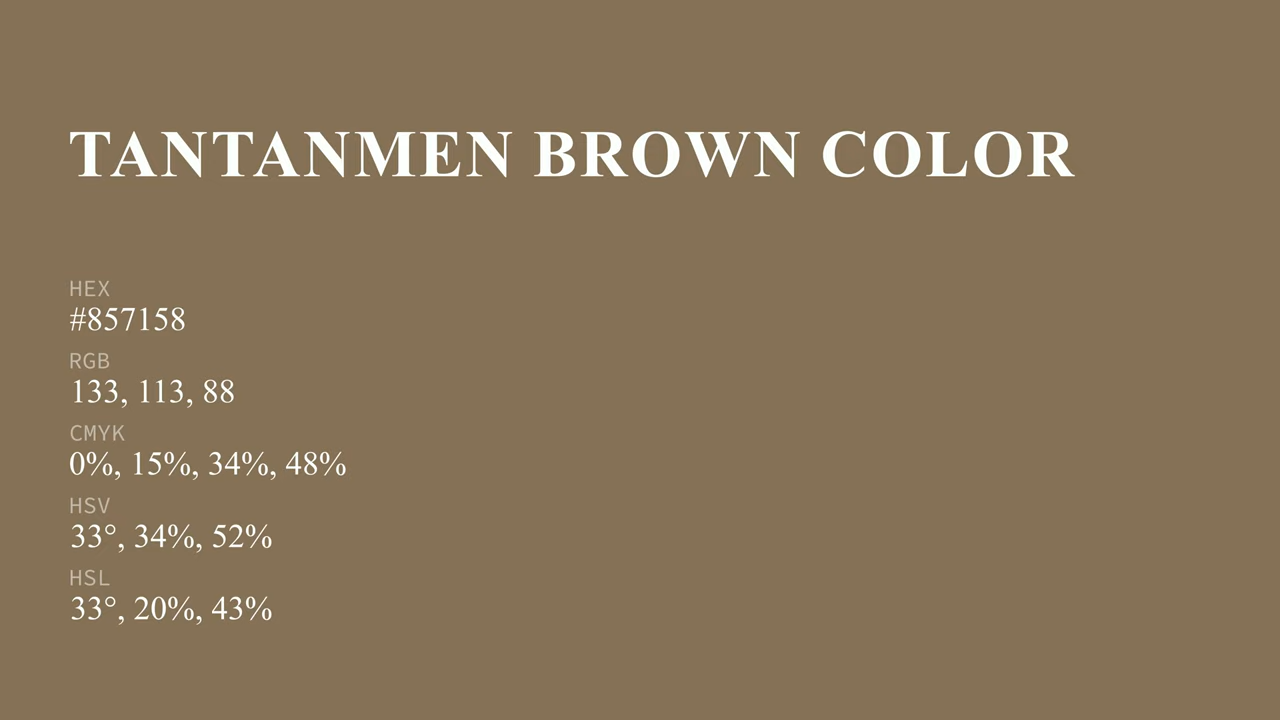 TANTANMEN BROWN COLOR
HEX
#857158
RGB
133, 113, 88
CMYK
0%, 15%, 34%, 48%
HSV
33°, 34%, 52%
HSL
33°, 20%, 43%